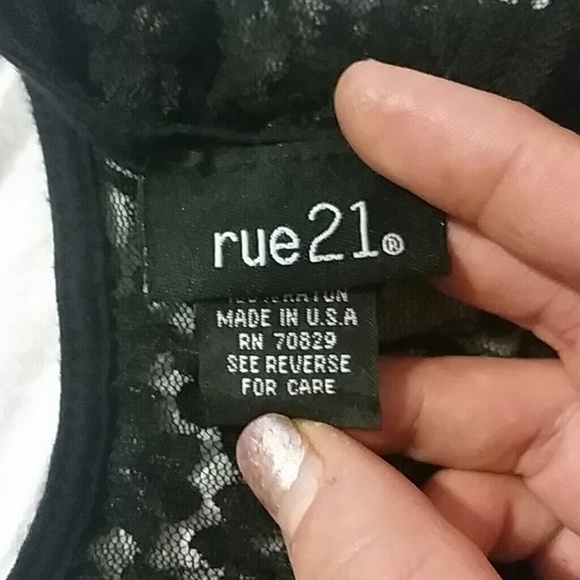 rue21®
MADE IN U.S.A
RN 70829
SEE REVERSE
FOR CARE